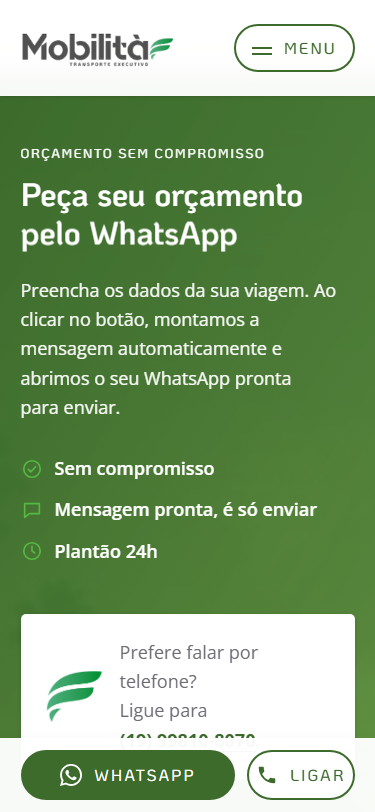 Mobilità
TRANSPORTE EXECUTIVO
MENU
ORÇAMENTO SEM COMPROMISSO
Peça seu orçamento
pelo WhatsApp
Preencha os dados da sua viagem. Ao
clicar no botão, montamos a
mensagem automaticamente e
abrimos o seu WhatsApp pronta
para enviar.
Sem compromisso
Mensagem pronta, é só enviar
Plantão 24h
Prefere falar por
telefone?
Ligue para
WHATSAPP
LIGAR